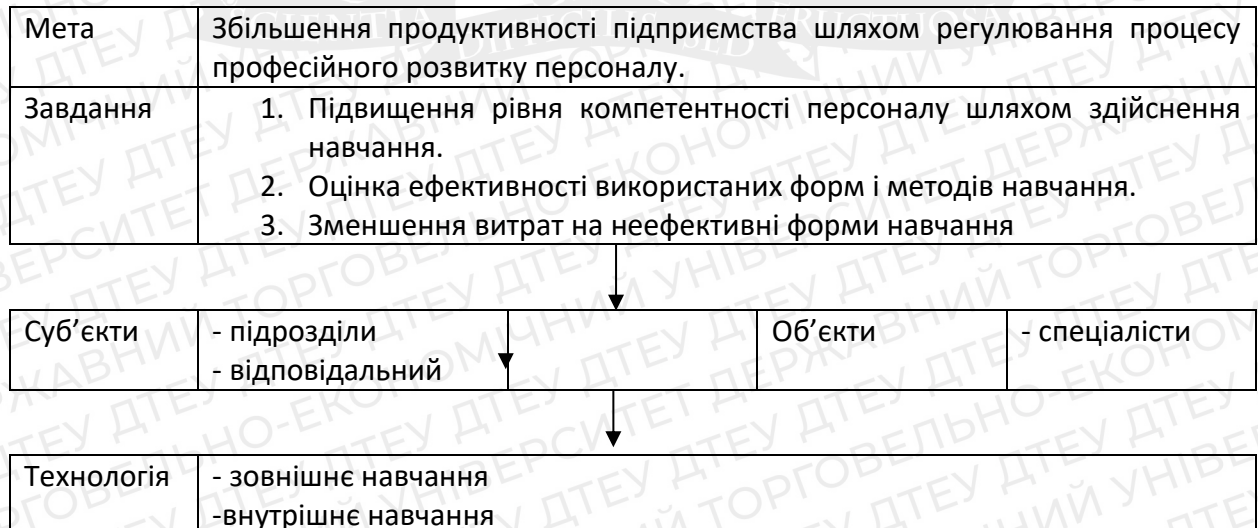 Мета Збільшення продуктивності підприємства шляхом регулювання процесу
професійного розвитку персоналу.
Завдання 1. Підвищення рівня компетентності персоналу шляхом здійснення
навчання.
2. Оцінка ефективності використаних форм і методів навчання.
3. Зменшення витрат на неефективні форми навчання
Суб’єкти - підрозділи Об’єкти - спеціалісти
- відповідальний
Технологія - зовнішнє навчання
-внутрішнє навчання